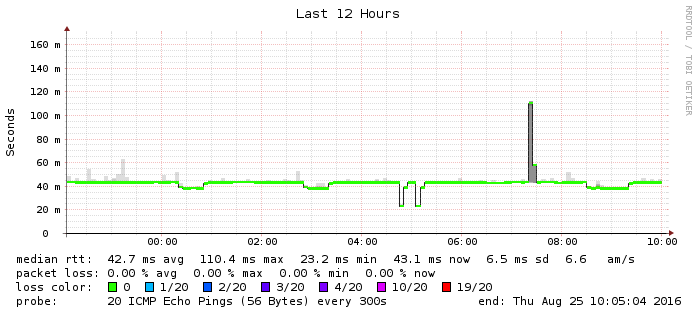 Last 12 Hours
RRDTOOL / TOBI OETIKER
Seconds
160 m
140 m
120 m
100 m
80 m
60 m
40 m
20 m
0
00:00 02:00 04:00 06:00 08:00 10:00
median rtt: 42.7 ms avg 110.4 ms max 23.2 ms min 43.1 ms now 6.5 ms sd 6.6 am/s
packet loss: 0.00 % avg 0.00 % max 0.00 % min 0.00 % now
loss color: 0 1/20 2/20 3/20 4/20 10/20 19/20
probe: 20 ICMP Echo Pings (56 Bytes) every 300s end: Thu Aug 25 10:05:04 2016